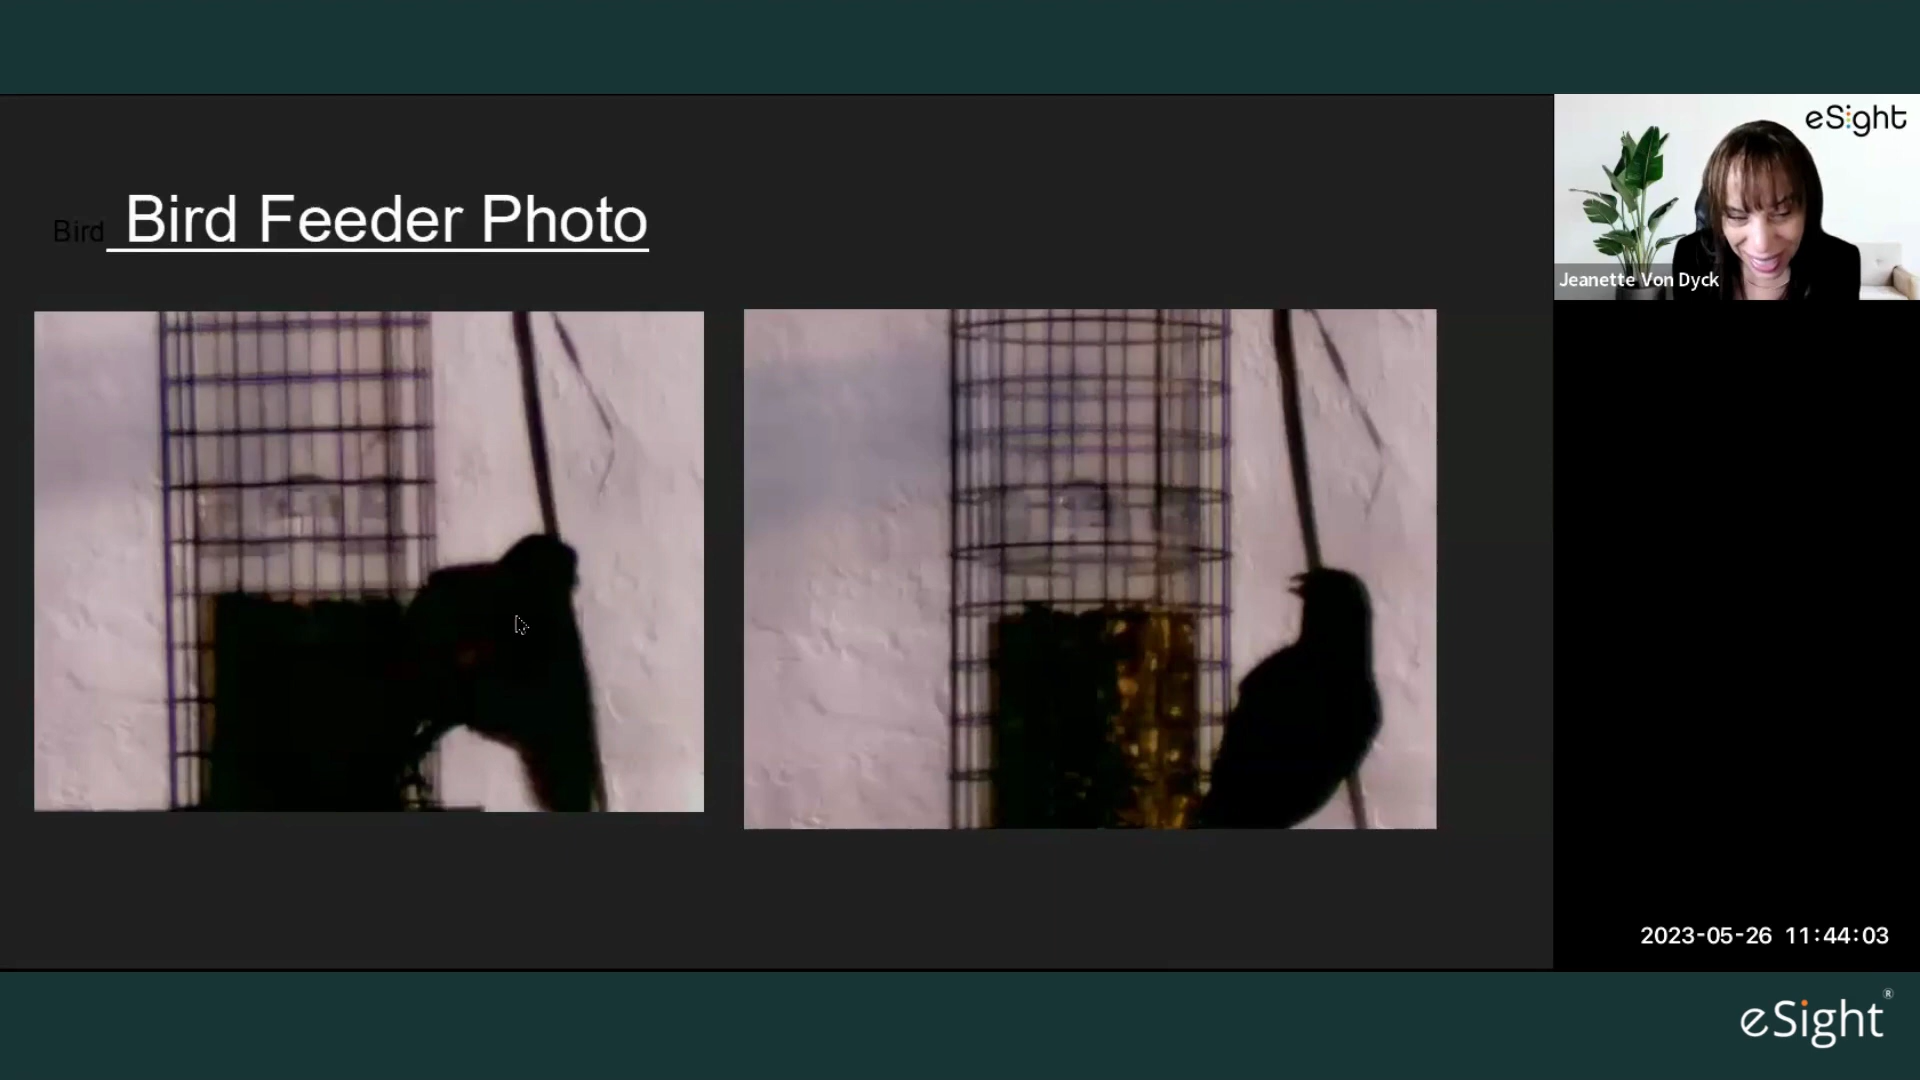 eSight
Bird Bird Feeder Photo
Jeanette Von Dyck
2023-05-26 11:44:03
eSight®